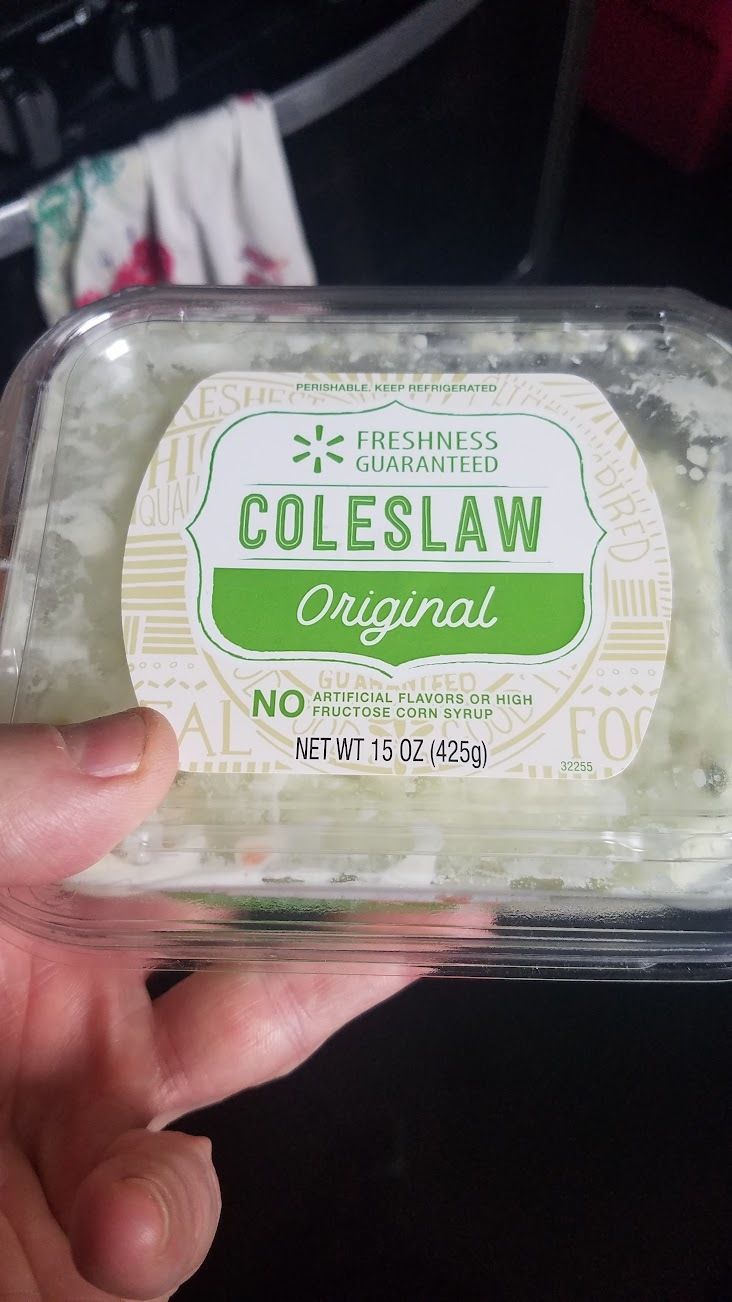 PERISHABLE. KEEP REFRIGERATED
FRESHNESS
GUARANTEED
COLESLAW
Original
GUARANTEED
NO ARTIFICIAL FLAVORS OR HIGH
FRUCTOSE CORN SYRUP
NET WT 15 OZ (425g)
32255